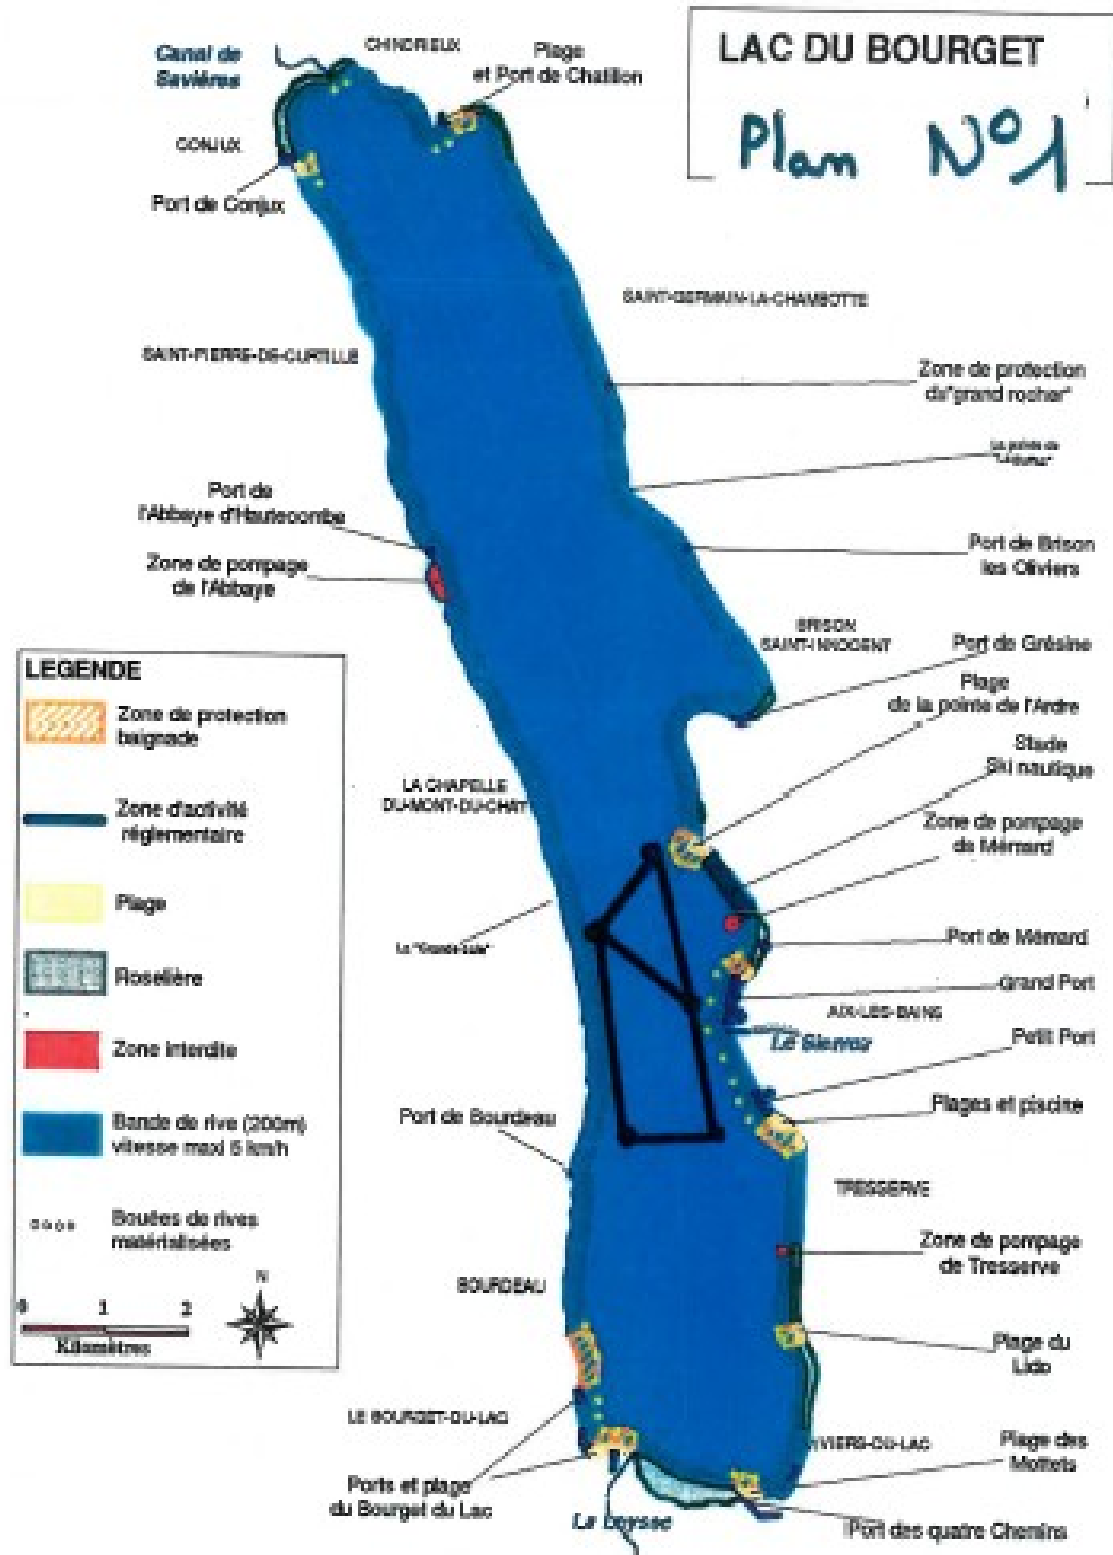 LAC DU BOURGET
Plan N°1
Canal de
Savières
CHINDRIEUX
Plage
et Port de Chatillon
CONJUX
Port de Conjux
SAINT-GERMAIN-LA-CHAMBOTTE
SAINT-PIERRE-DE-CURTILLE
Zone de protection
du "grand rocher"
La pointe de
Port de
l'Abbaye d'Hautecombe
Zone de pompage
de l'Abbaye
Port de Brison
les Oliviers
BRISON
SAINT-INNOCENT
Port de Grésine
Plage
de la pointe de l'Ardre
Stade
Ski nautique
Zone de pompage
de Mémard
LA CHAPELLE
DU-MONT-DU-CHAT
Port de Mémard
Grand Port
AIX-LES-BAINS
Le Sierroz
Petit Port
Plages et piscine
Port de Bourdeau
TRESSERVE
Zone de pompage
de Tresserve
BOURDEAU
Plage du
Lido
LE BOURGET-DU-LAC
VIVIERS-DU-LAC
Plage des
Mottets
Ports et plage
du Bourget du Lac
La Leysse
Port des quatre Chemins
LEGENDE
Zone de protection
baignade
Zone d'activité
réglementaire
Plage
Roselière
Zone interdite
Bande de rive (200m)
vitesse maxi 5 km/h
Bouées de rives
matérialisées
N
0 1 2
Kilomètres